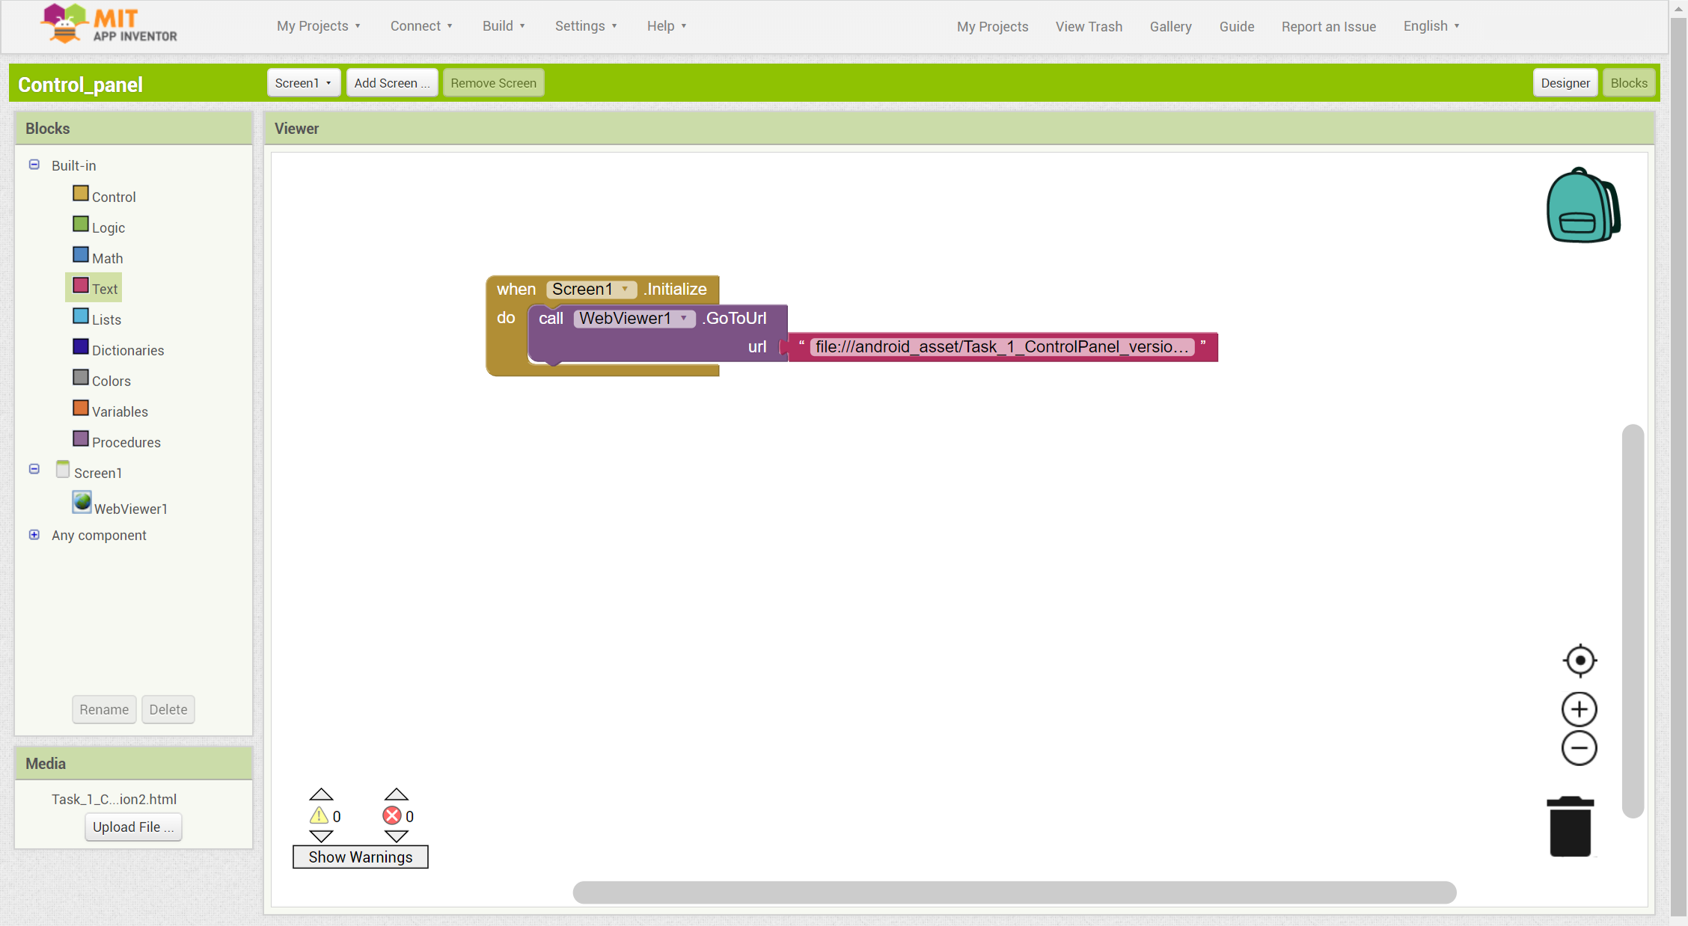 MIT
APP INVENTOR
My Projects
Connect
Build
Settings
Help
My Projects
View Trash
Gallery
Guide
Report an Issue
English
Control_panel
Screen1
Add Screen ...
Remove Screen
Designer
Blocks
Blocks
Viewer
Built-in
Control
Logic
Math
Text
Lists
Dictionaries
Colors
Variables
Procedures
Screen1
WebViewer1
Any component
Rename
Delete
Media
Task_1_C...ion2.html
Upload File ...
when Screen1 .Initialize
do call WebViewer1 .GoToUrl
url “ file:///android_asset/Task_1_ControlPanel_versio... ”
0 0
Show Warnings